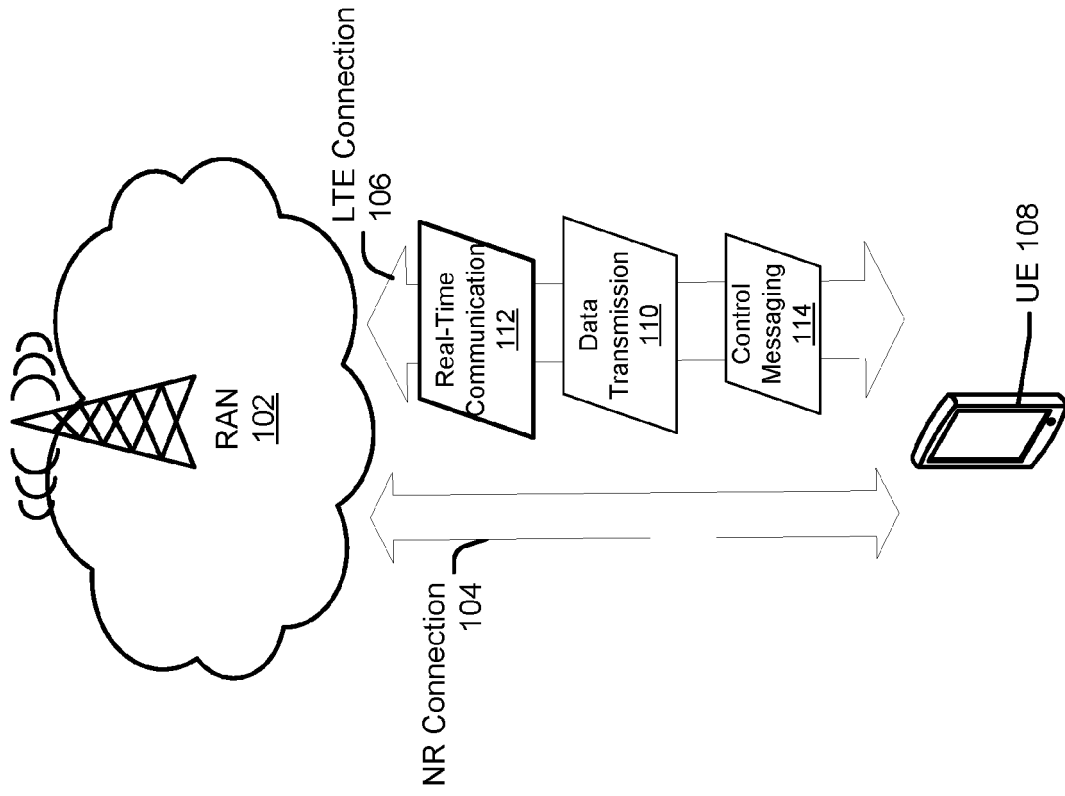 RAN
102
LTE Connection
106
Real-Time
Communication
112
Data
Transmission
110
Control
Messaging
114
NR Connection
104
UE 108